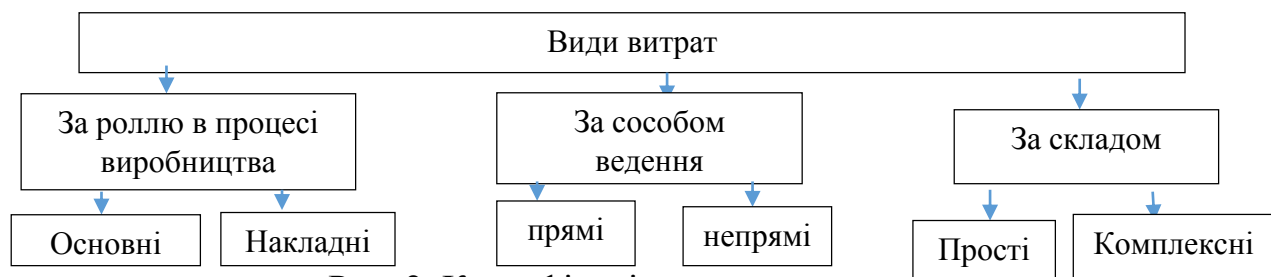 Види витрат
За роллю в процесі
виробництва
За сособом
ведення
За складом
Основні
Накладні
прямі
непрямі
Прості
Комплексні